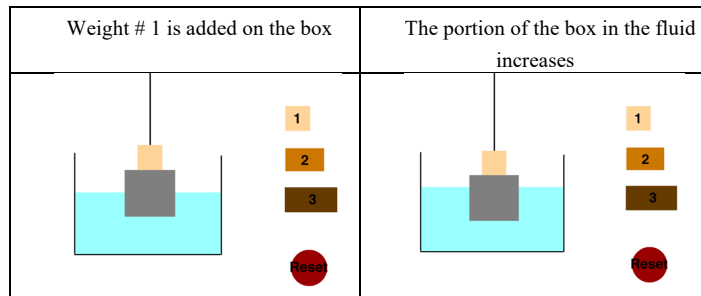 Weight # 1 is added on the box
The portion of the box in the fluid
increases
1
2
3
Reset
1
2
3
Reset